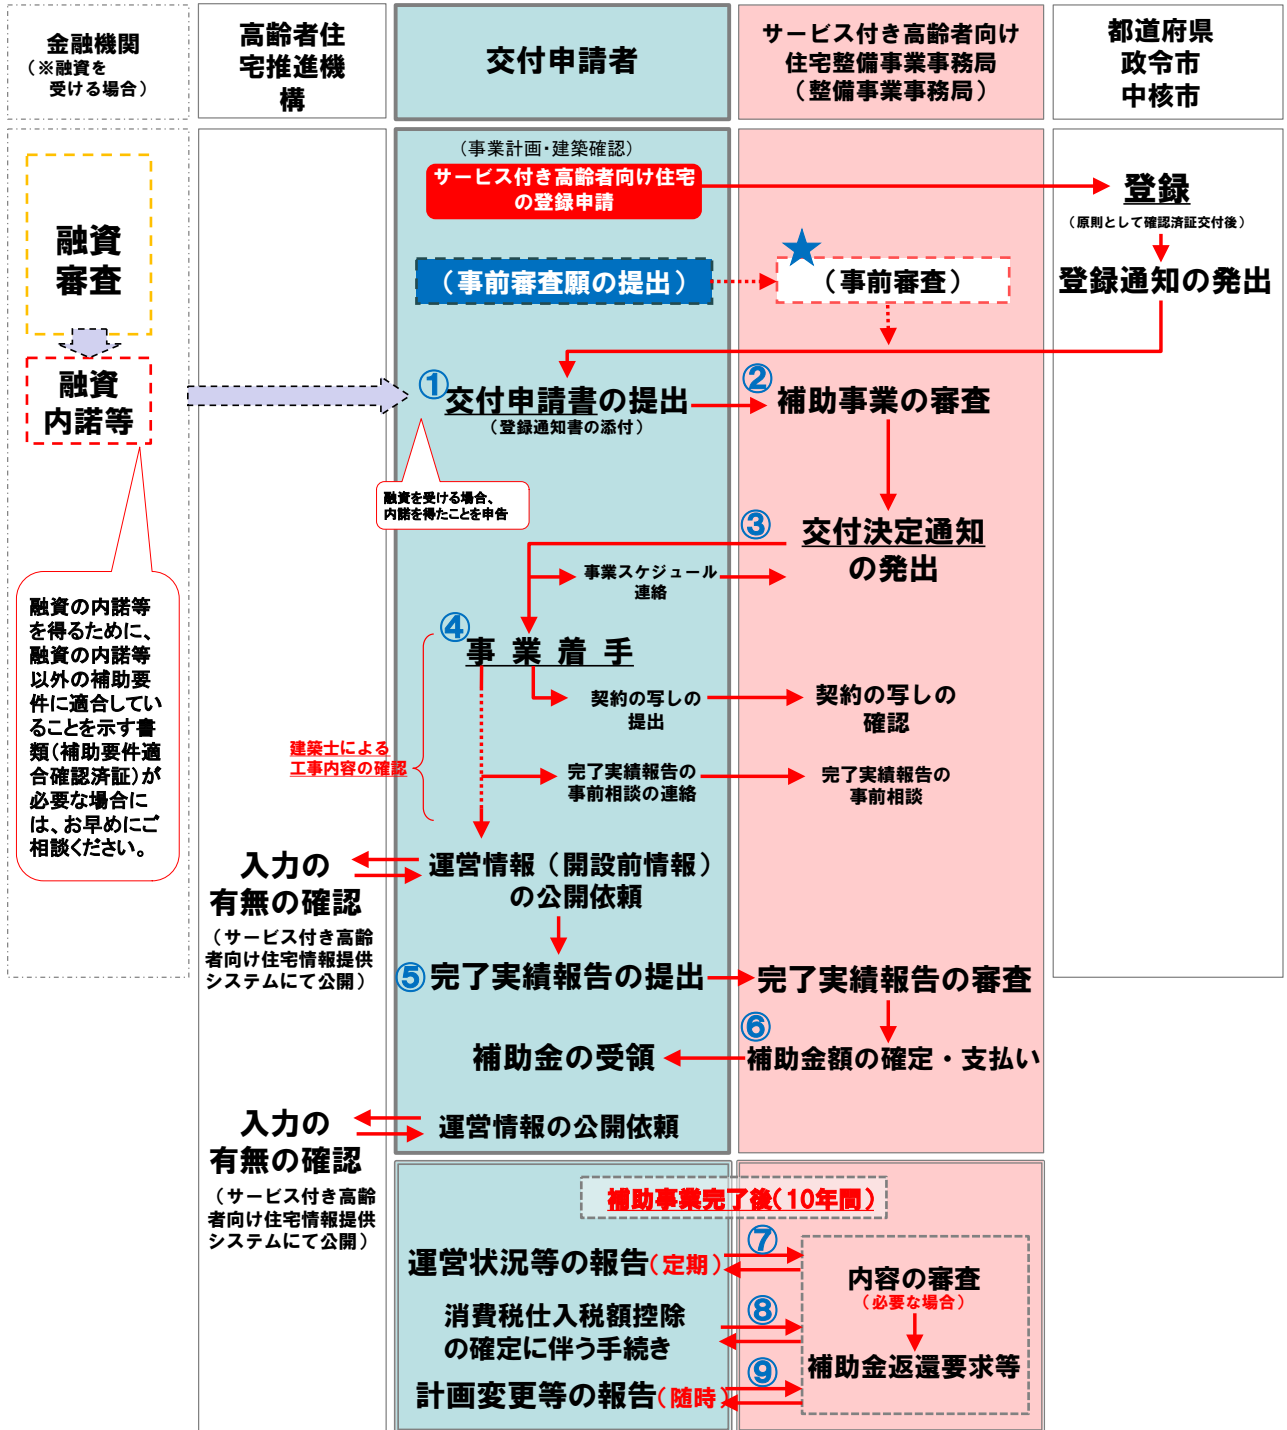 金融機関
（※融資を
受ける場合）
高齢者住
宅推進機
構
交付申請者
サービス付き高齢者向け
住宅整備事業事務局
（整備事業事務局）
都道府県
政令市
中核市
（事業計画・建築確認）
サービス付き高齢者向け住宅
の登録申請
登録
（原則として確認済証交付後）
登録通知の発出
（事前審査願の提出）
（事前審査）
融資
審査
融資
内諾等
①
交付申請書の提出
（登録通知書の添付）
②
補助事業の審査
融資を受ける場合、
内諾を得たことを申告
③
交付決定通知
の発出
事業スケジュール
連絡
融資の内諾等
を得るために、
融資の内諾等
以外の補助要
件に適合してい
ることを示す書
類（補助要件適
合確認済証）が
必要な場合に
は、お早めにご
相談ください。
④
事業着手
契約の写しの
提出
契約の写しの
確認
建築士による
工事内容の確認
完了実績報告の
事前相談の連絡
完了実績報告の
事前相談
入力の
有無の確認
（サービス付き高齢
者向け住宅情報提供
システムにて公開）
運営情報（開設前情報）
の公開依頼
⑤
完了実績報告の提出
完了実績報告の審査
⑥
補助金の受領
補助金額の確定・支払い
入力の
有無の確認
（サービス付き高齢
者向け住宅情報提供
システムにて公開）
運営情報の公開依頼
補助事業完了後（10年間）
運営状況等の報告（定期）
⑦
消費税仕入税額控除
の確定に伴う手続き
⑧
計画変更等の報告（随時）
⑨
内容の審査
（必要な場合）
補助金返還要求等